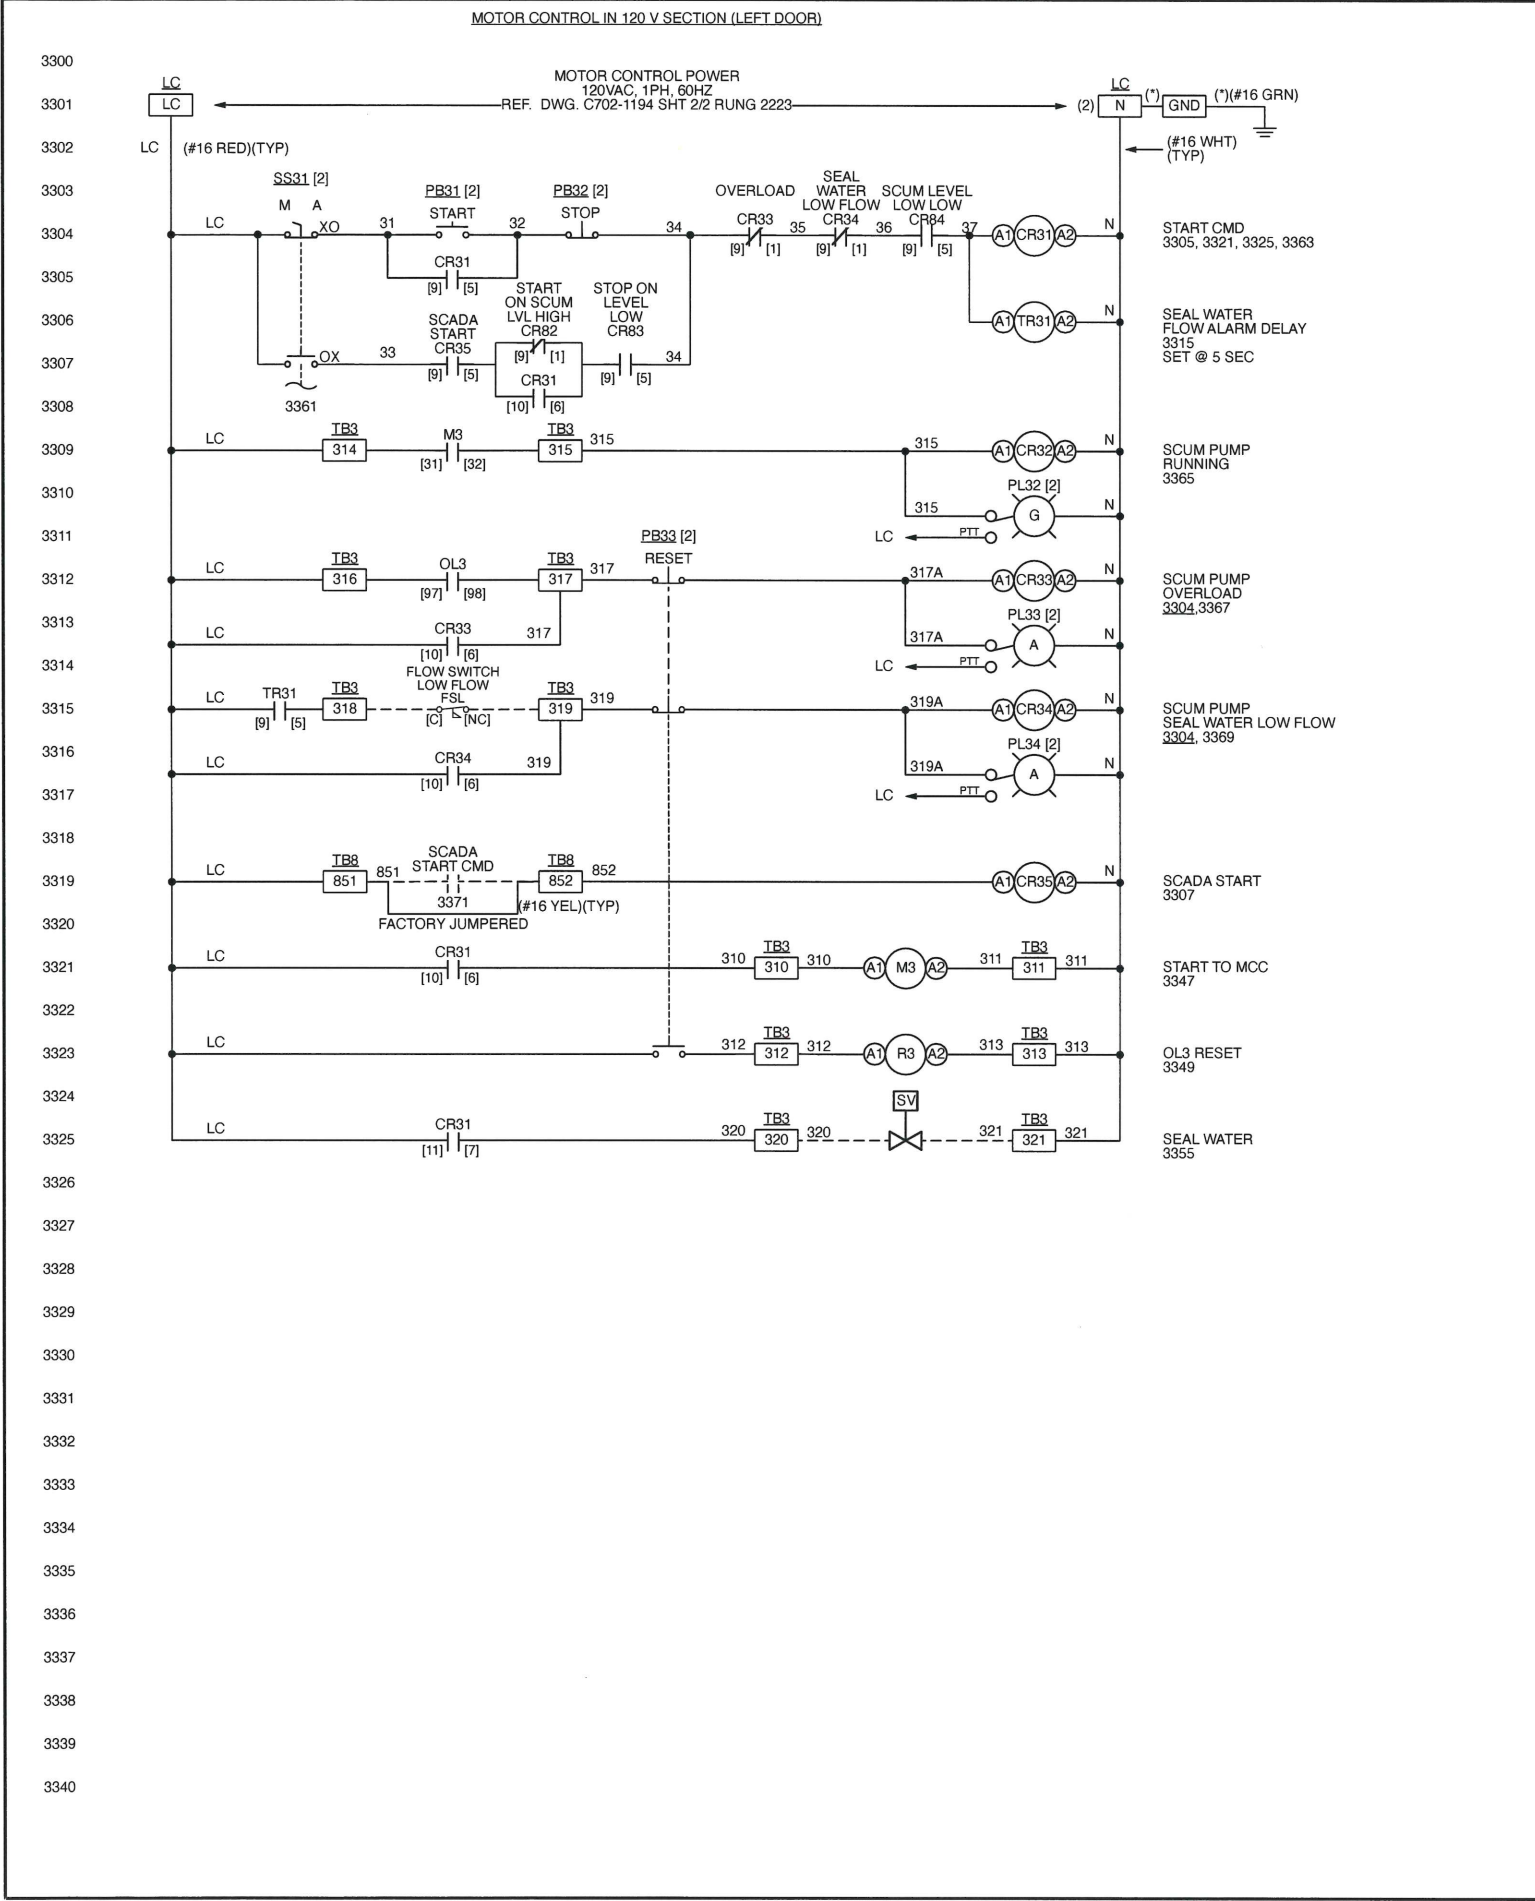 MOTOR CONTROL IN 120 V SECTION (LEFT DOOR)
3300
LC
MOTOR CONTROL POWER
120VAC, 1PH, 60HZ
LC
3301
LC
REF. DWG. C702-1194 SHT 2/2 RUNG 2223
(2)
N
(*)
GND
(*)(#16 GRN)
3302
LC
(#16 RED)(TYP)
(#16 WHT)
(TYP)
3303
SS31 [2]
M A
PB31 [2]
START
PB32 [2]
STOP
OVERLOAD
CR33
SEAL
WATER
LOW FLOW
CR34
SCUM LEVEL
LOW LOW
CR84
3304
LC
XO
31
32
34
[9] [1]
35
[9] [1]
36
[9] [5]
37
A1 CR31 A2
N
START CMD
3305, 3321, 3325, 3363
3305
CR31
[9] [5]
3306
SCADA
START
CR35
START
ON SCUM
LVL HIGH
CR82
[9] [1]
STOP ON
LEVEL
LOW
CR83
A1 TR31 A2
N
SEAL WATER
FLOW ALARM DELAY
3315
SET @ 5 SEC
3307
OX
33
[9] [5]
CR31
[9] [5]
34
3308
3361
[10] [6]
3309
LC
TB3
314
M3
[31] [32]
TB3
315
315
315
A1 CR32 A2
N
SCUM PUMP
RUNNING
3365
3310
315
PL32 [2]
G
N
3311
PB33 [2]
RESET
LC
PTT
3312
LC
TB3
316
OL3
[97] [98]
TB3
317
317
317A
A1 CR33 A2
N
SCUM PUMP
OVERLOAD
3304,3367
3313
LC
CR33
[10] [6]
317
317A
PL33 [2]
A
N
3314
LC
PTT
3315
LC
TR31
[9] [5]
TB3
318
FLOW SWITCH
LOW FLOW
FSL
[C] [NC]
TB3
319
319
319A
A1 CR34 A2
N
SCUM PUMP
SEAL WATER LOW FLOW
3304, 3369
3316
LC
CR34
[10] [6]
319
319A
PL34 [2]
A
N
3317
LC
PTT
3318
3319
LC
TB8
851
851
SCADA
START CMD
3371
TB8
852
852
A1 CR35 A2
N
SCADA START
3307
(#16 YEL)(TYP)
3320
FACTORY JUMPERED
3321
LC
CR31
[10] [6]
310
TB3
310
310
A1 M3 A2
311
TB3
311
311
START TO MCC
3347
3322
3323
LC
312
TB3
312
312
A1 R3 A2
313
TB3
313
313
OL3 RESET
3349
3324
SV
3325
LC
CR31
[11] [7]
320
TB3
320
320
321
TB3
321
321
SEAL WATER
3355
3326
3327
3328
3329
3330
3331
3332
3333
3334
3335
3336
3337
3338
3339
3340